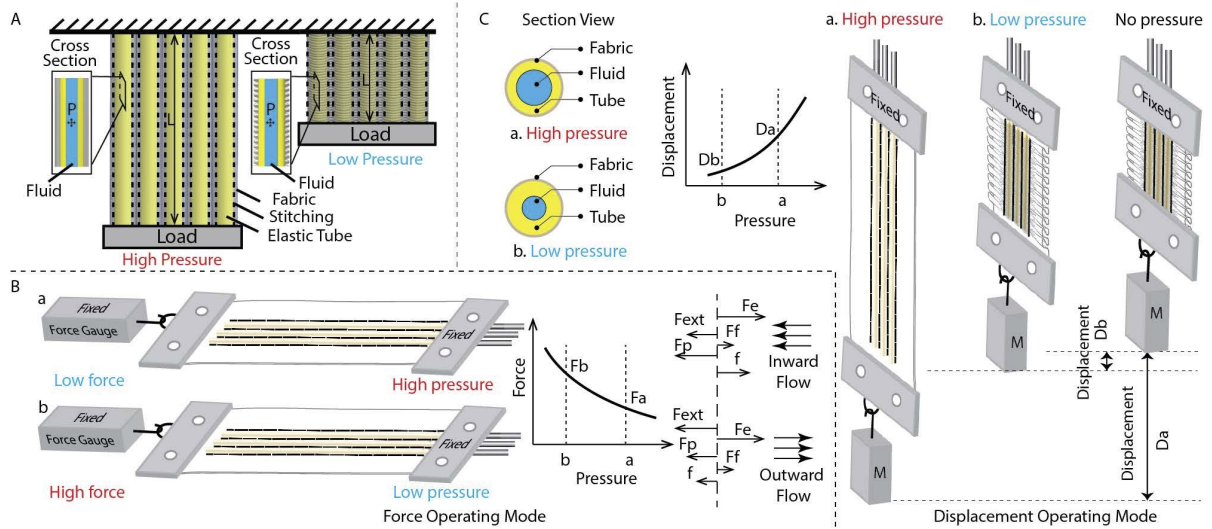 A
Cross
Section
P
Fluid
L
Load
High Pressure
Cross
Section
P
L
Load
Low Pressure
Fluid
Fabric
Stitching
Elastic Tube
C
Section View
Fabric
Fluid
Tube
a. High pressure
Fabric
Fluid
Tube
b. Low pressure
Displacement
Db
Da
b
a
Pressure
a. High pressure
b. Low pressure
No pressure
Fixed
Fixed
Fixed
M
M
M
Displacement
Db
Displacement
Da
Displacement Operating Mode
B
a
Fixed
Force Gauge
Low force
Fixed
High pressure
b
Fixed
Force Gauge
High force
Fixed
Low pressure
Force
Fb
Fa
b
a
Pressure
Fe
Fext
Ff
Fp
f
Inward
Flow
Fext
Fe
Fp
Ff
f
Outward
Flow
Force Operating Mode